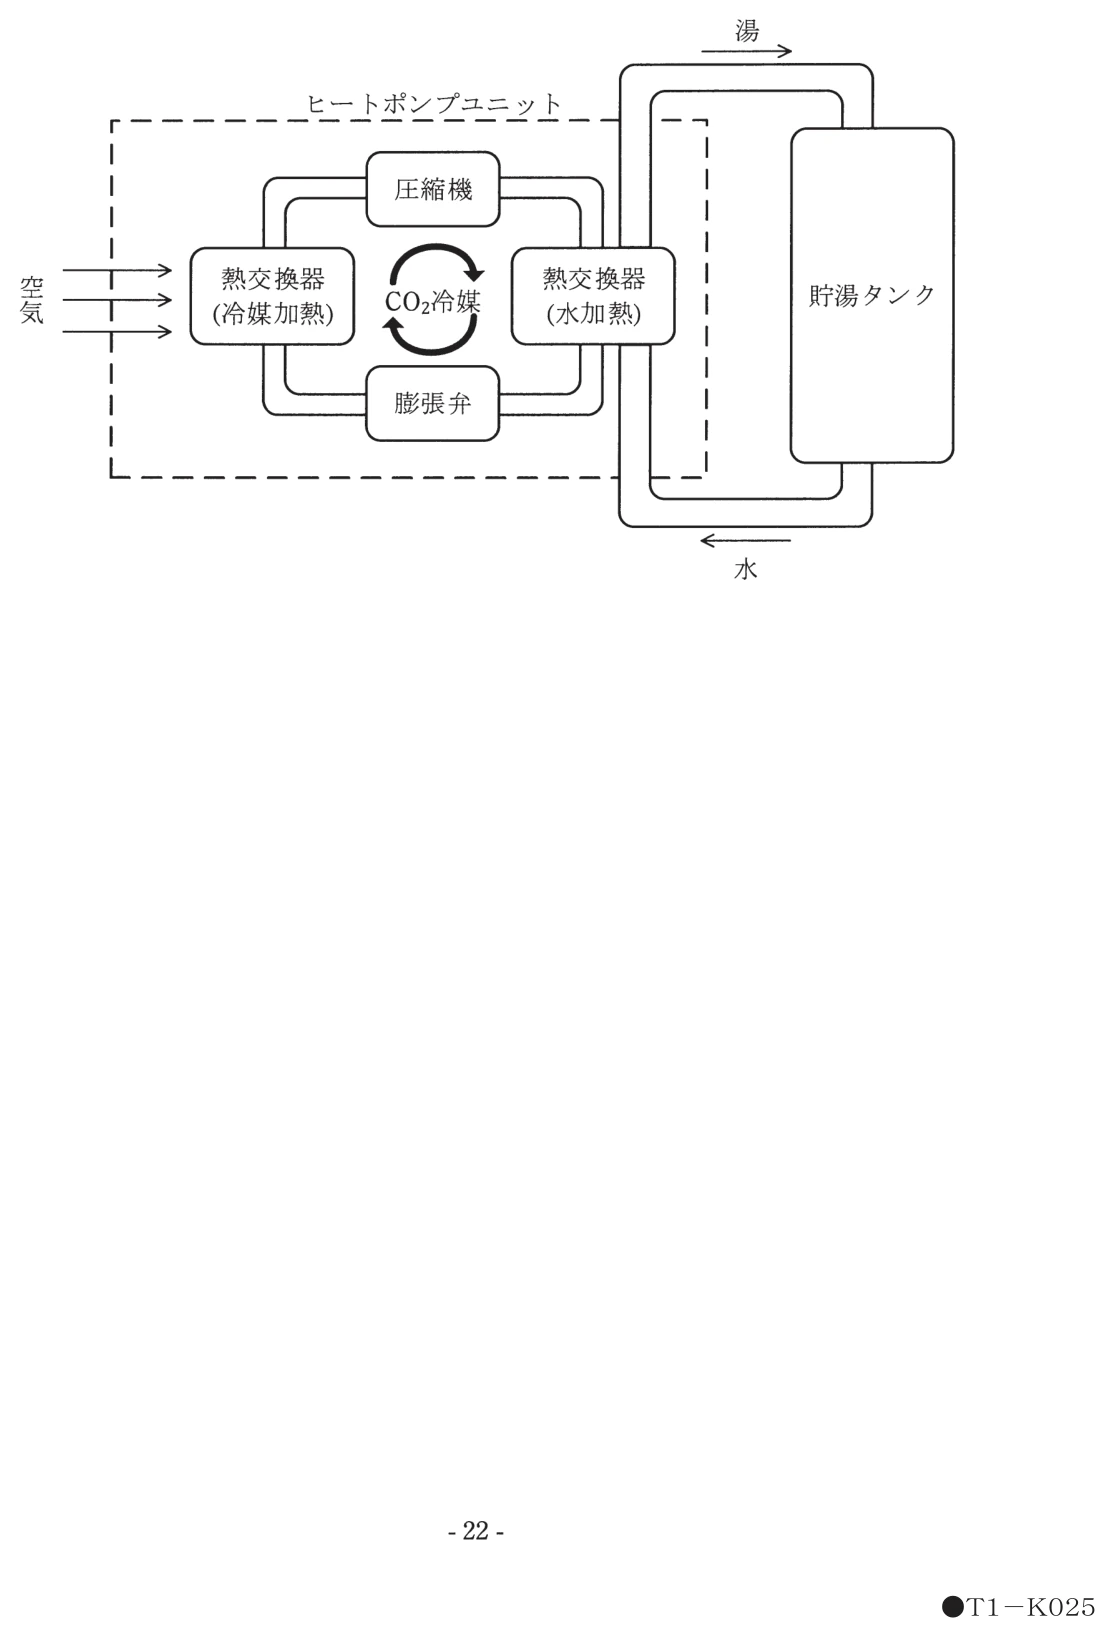 湯
ヒートポンプユニット
圧縮機
空気
熱交換器
(冷媒加熱)
CO₂冷媒
熱交換器
(水加熱)
貯湯タンク
膨張弁
水
- 22 -
●T1－K025